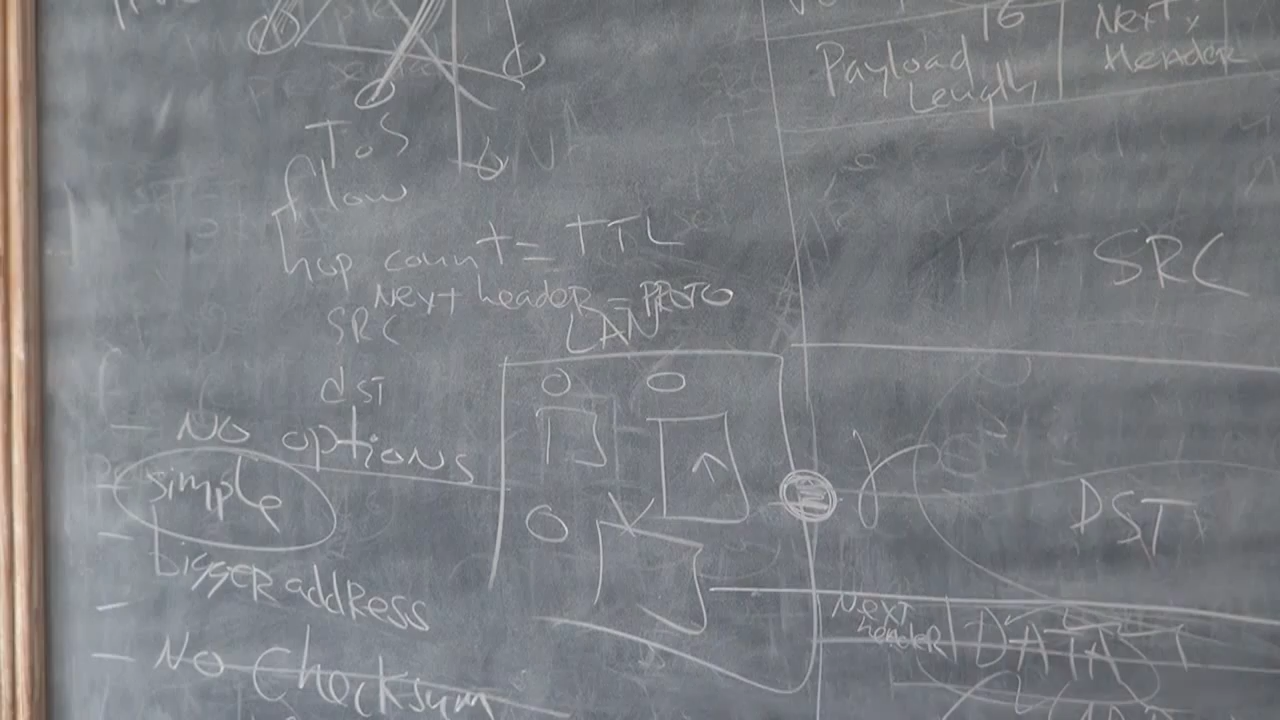 16
Payload
Length
Next
Header
ToS
flow
hop count = TTL
Next header = PROTO
SRC
LAN
dst
- No options
simple
- bigger address
- No Checksum
SRC
DST
Next
header
DATA